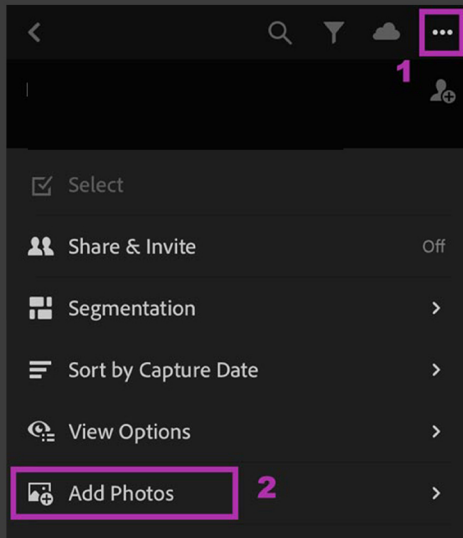 1
Select
Share & Invite Off
Segmentation
Sort by Capture Date
View Options
Add Photos 2